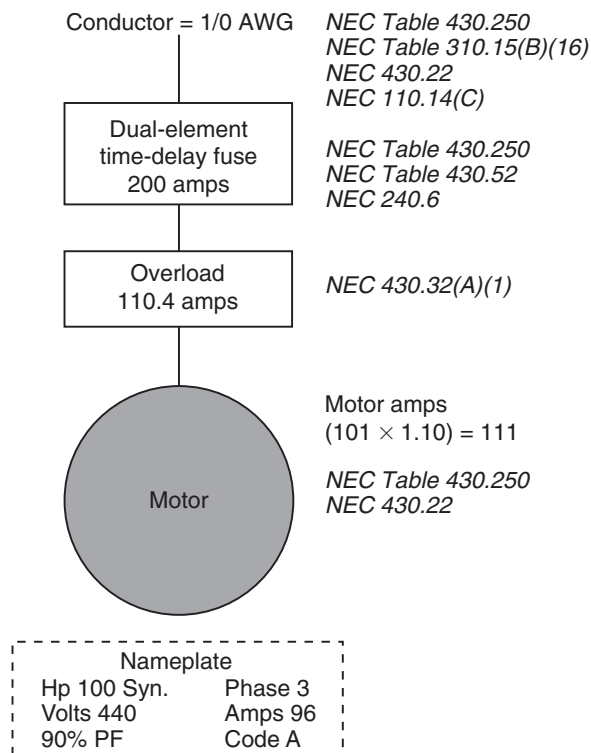 Conductor = 1/0 AWG
NEC Table 430.250
NEC Table 310.15(B)(16)
NEC 430.22
NEC 110.14(C)
Dual-element
time-delay fuse
200 amps
NEC Table 430.250
NEC Table 430.52
NEC 240.6
Overload
110.4 amps
NEC 430.32(A)(1)
Motor amps
(101 × 1.10) = 111
NEC Table 430.250
NEC 430.22
Motor
Nameplate
Hp 100 Syn. Phase 3
Volts 440 Amps 96
90% PF Code A